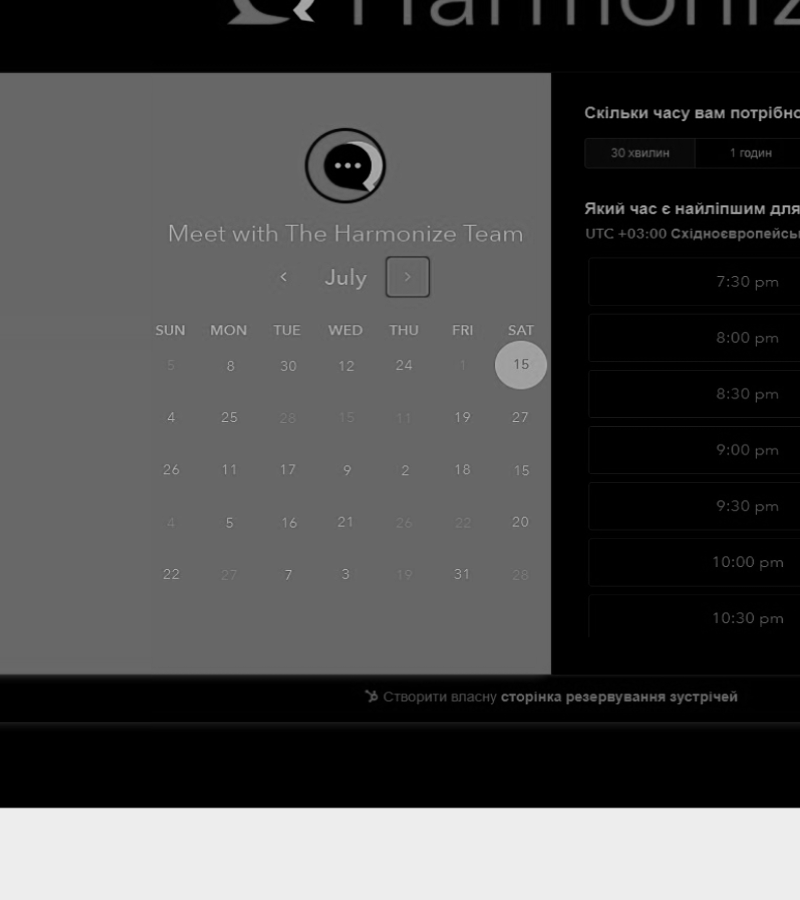 Harmoniz
Meet with The Harmonize Team
July
SUN MON TUE WED THU FRI SAT
5 8 30 12 24 1 15
4 25 28 15 11 19 27
26 11 17 9 2 18 15
4 5 16 21 26 22 20
22 27 7 3 19 31 28
Скільки часу вам потрібно
30 хвилин 1 годин
Який час є найліпшим для
UTC +03:00 Східноєвропейсь
7:30 pm
8:00 pm
8:30 pm
9:00 pm
9:30 pm
10:00 pm
10:30 pm
Створити власну сторінка резервування зустрічей